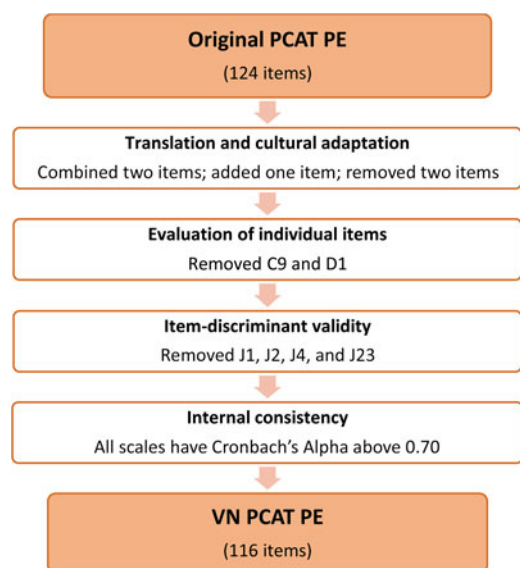 Original PCAT PE
(124 items)
Translation and cultural adaptation
Combined two items; added one item; removed two items
Evaluation of individual items
Removed C9 and D1
Item-discriminant validity
Removed J1, J2, J4, and J23
Internal consistency
All scales have Cronbach's Alpha above 0.70
VN PCAT PE
(116 items)